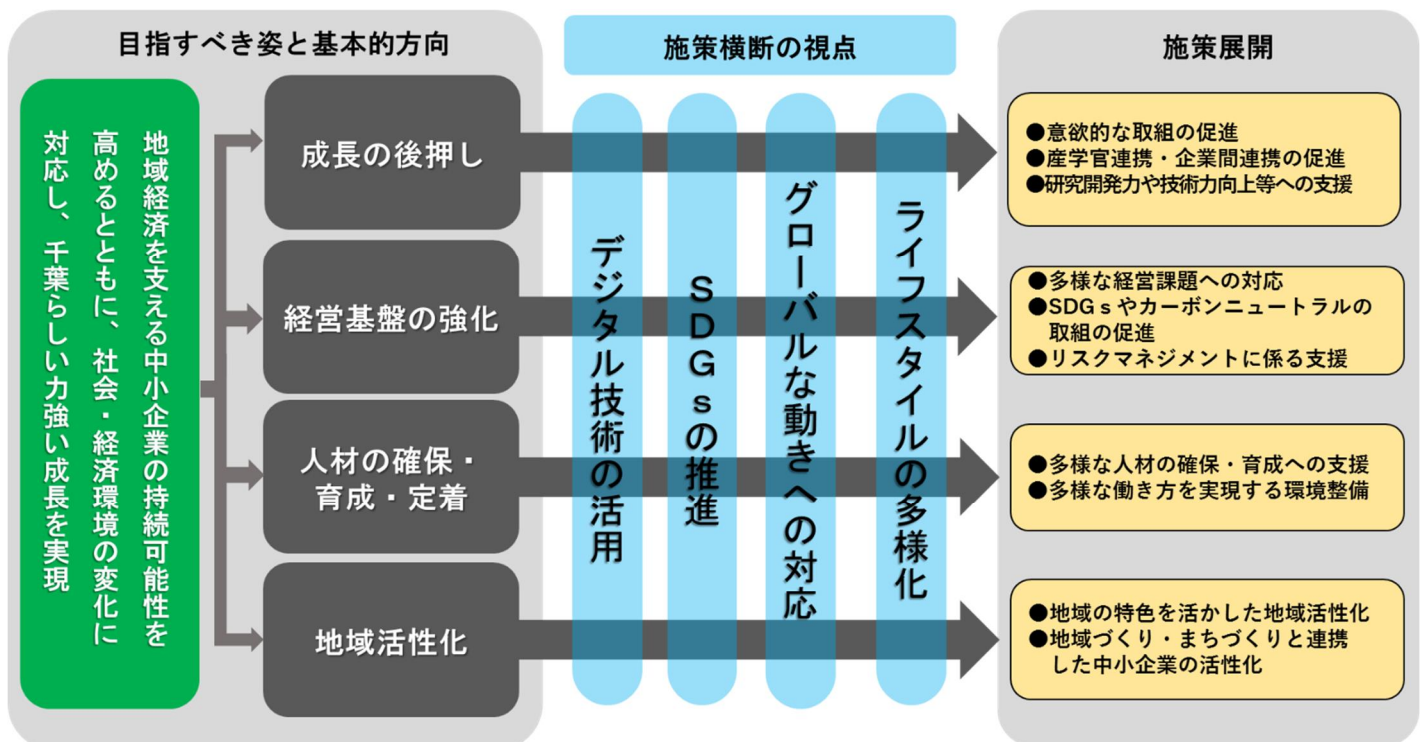 目指すべき姿と基本的方向
地域経済を支える中小企業の持続可能性を
高めるとともに、社会・経済環境の変化に
対応し、千葉らしい力強い成長を実現
成長の後押し
経営基盤の強化
人材の確保・
育成・定着
地域活性化
施策横断の視点
デジタル技術の活用
SDGsの推進
グローバルな動きへの対応
ライフスタイルの多様化
施策展開
●意欲的な取組の促進
●産学官連携・企業間連携の促進
●研究開発力や技術力向上等への支援
●多様な経営課題への対応
●SDGsやカーボンニュートラルの
取組の促進
●リスクマネジメントに係る支援
●多様な人材の確保・育成への支援
●多様な働き方を実現する環境整備
●地域の特色を活かした地域活性化
●地域づくり・まちづくりと連携
した中小企業の活性化